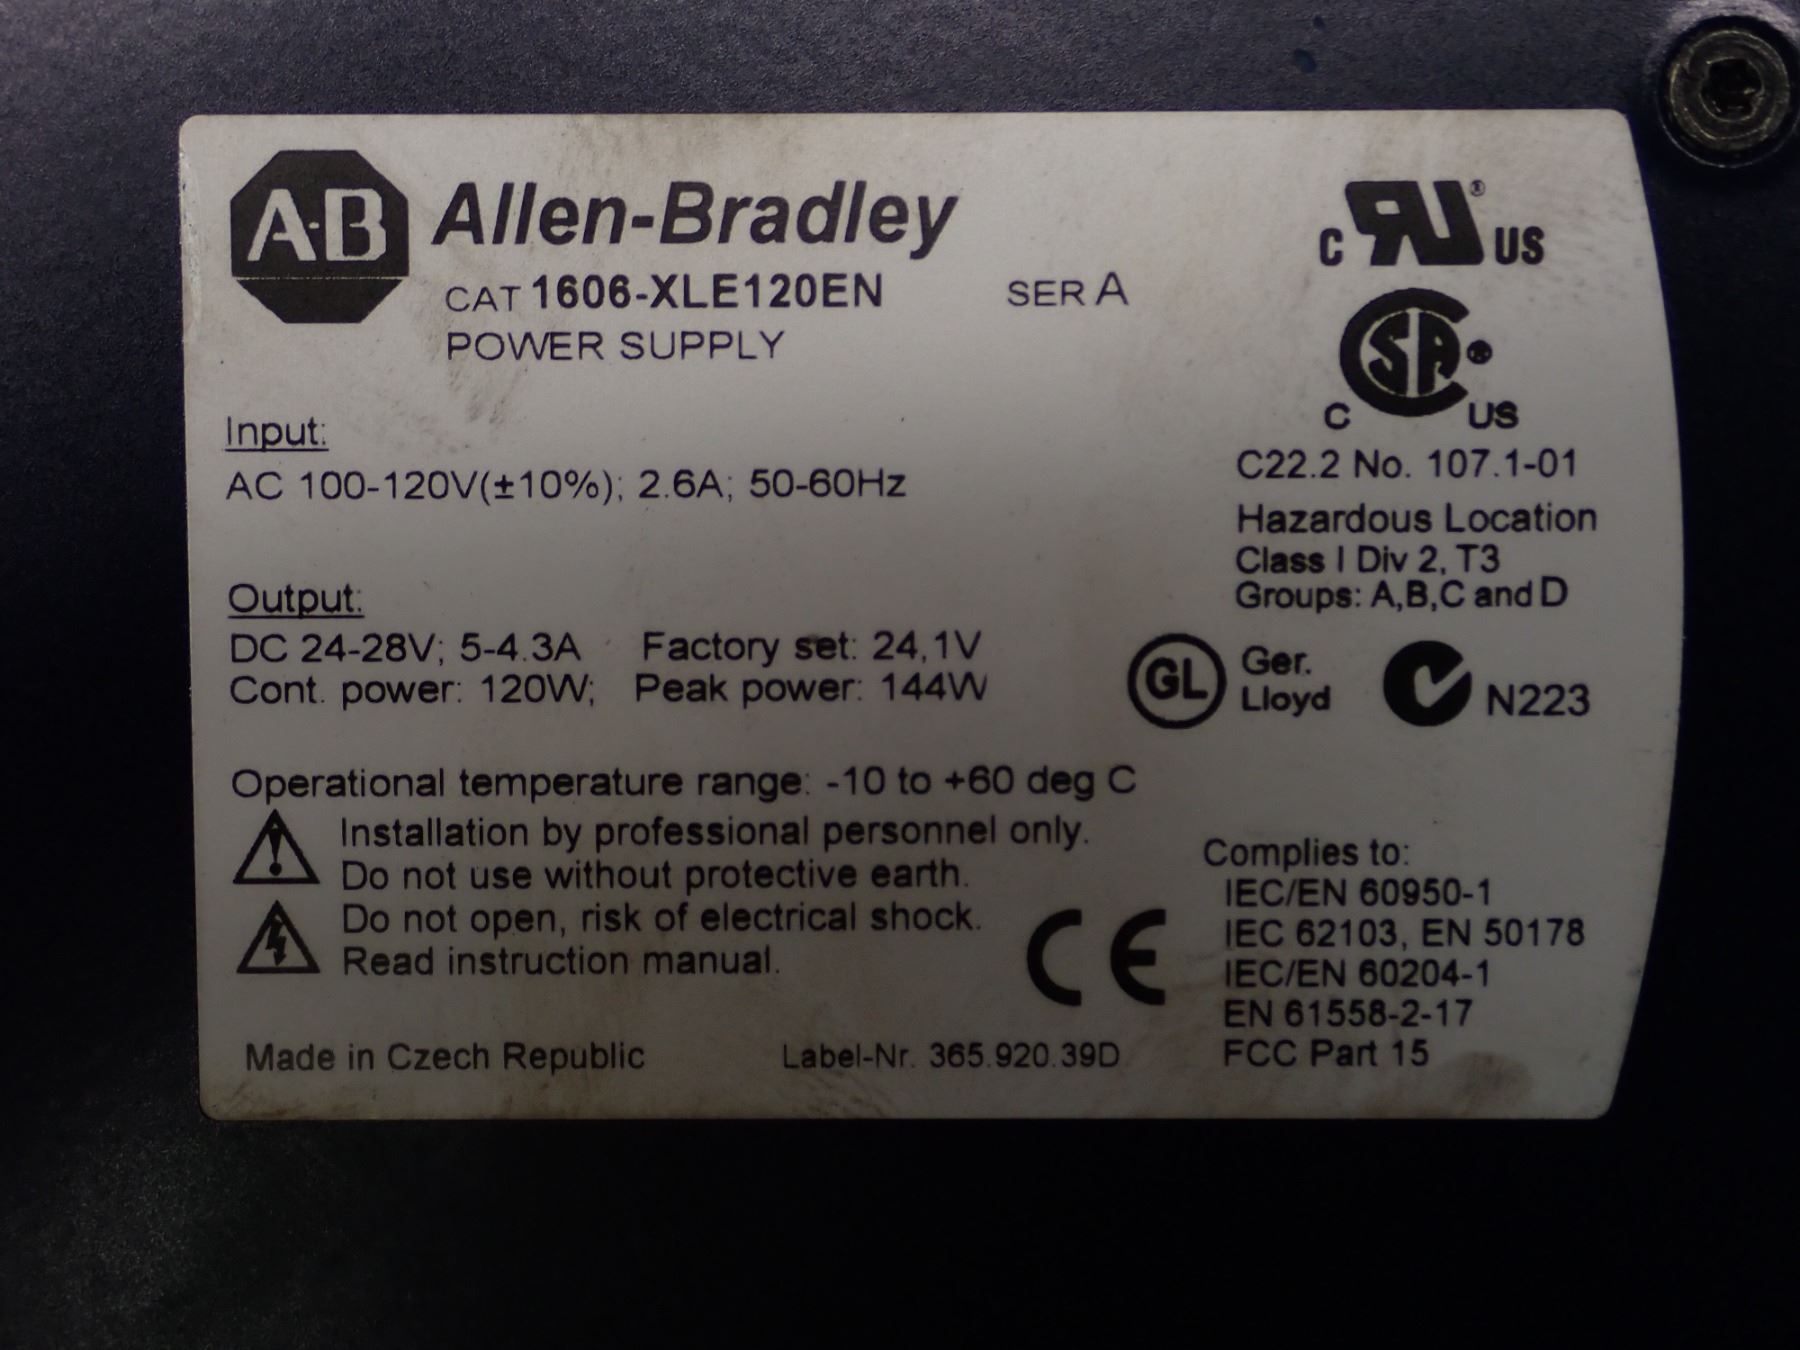 A·B Allen-Bradley
CAT 1606-XLE120EN SER A
POWER SUPPLY
Input:
AC 100-120V(±10%); 2.6A; 50-60Hz
Output:
DC 24-28V; 5-4.3A Factory set: 24,1V
Cont. power: 120W; Peak power: 144W
Operational temperature range: -10 to +60 deg C
Installation by professional personnel only.
Do not use without protective earth.
Do not open, risk of electrical shock.
Read instruction manual.
Made in Czech Republic
Label-Nr. 365.920.39D
C RU ® US
CSA ®
C US
C22.2 No. 107.1-01
Hazardous Location
Class I Div 2, T3
Groups: A,B,C and D
GL Ger.
Lloyd
N223
CE
Complies to:
IEC/EN 60950-1
IEC 62103, EN 50178
IEC/EN 60204-1
EN 61558-2-17
FCC Part 15